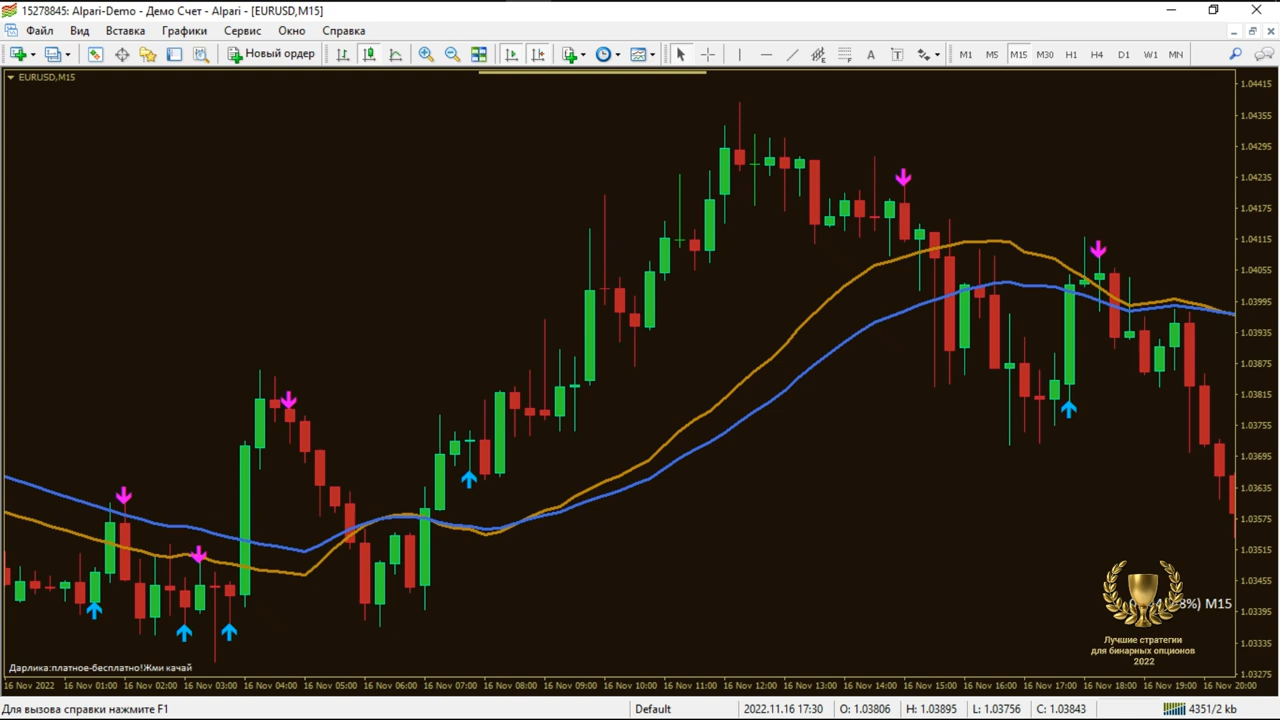 15278845: Alpari-Demo - Демо Счет - Alpari - [EURUSD,M15]
Файл Вид Вставка Графики Сервис Окно Справка
Новый ордер M1 M5 M15 M30 H1 H4 D1 W1 MN
EURUSD,M15
1.04415
1.04355
1.04295
1.04235
1.04175
1.04115
1.04055
1.03995
1.03935
1.03875
1.03815
1.03755
1.03695
1.03635
1.03575
1.03515
1.03455
1.03395
1.03335
1.03275
8%) M15
Лучшие стратегии
для бинарных опционов
2022
Дарлика:платное-бесплатно!Жми качай
16 Nov 2022 16 Nov 01:00 16 Nov 02:00 16 Nov 03:00 16 Nov 04:00 16 Nov 05:00 16 Nov 06:00 16 Nov 07:00 16 Nov 08:00 16 Nov 09:00 16 Nov 10:00 16 Nov 11:00 16 Nov 12:00 16 Nov 13:00 16 Nov 14:00 16 Nov 15:00 16 Nov 16:00 16 Nov 17:00 16 Nov 18:00 16 Nov 19:00 16 Nov 20:00
Для вызова справки нажмите F1 Default 2022.11.16 17:30 O: 1.03806 H: 1.03895 L: 1.03756 C: 1.03843 4351/2 kb